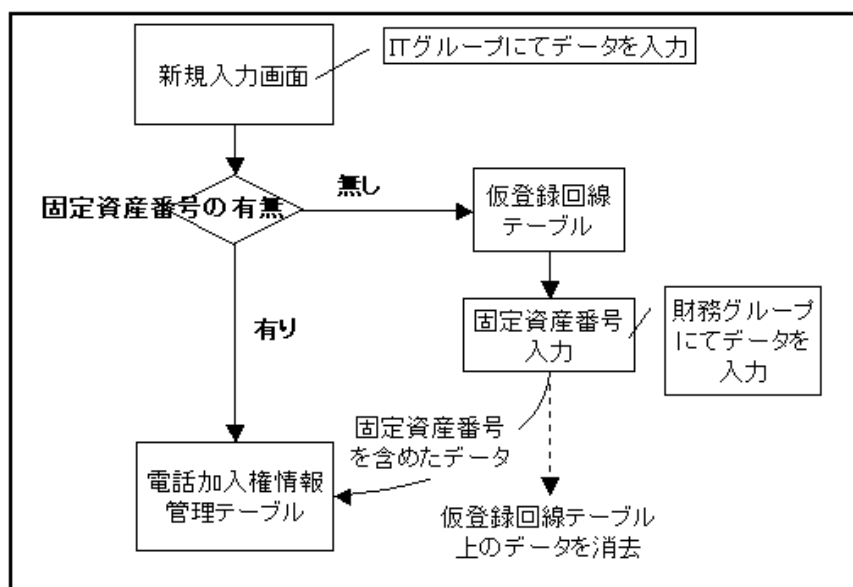 ITグループにてデータを入力
新規入力画面
固定資産番号の有無
無し
仮登録回線
テーブル
有り
固定資産番号
入力
財務グループ
にてデータを
入力
固定資産番号
を含めたデータ
電話加入権情報
管理テーブル
仮登録回線テーブル
上のデータを消去